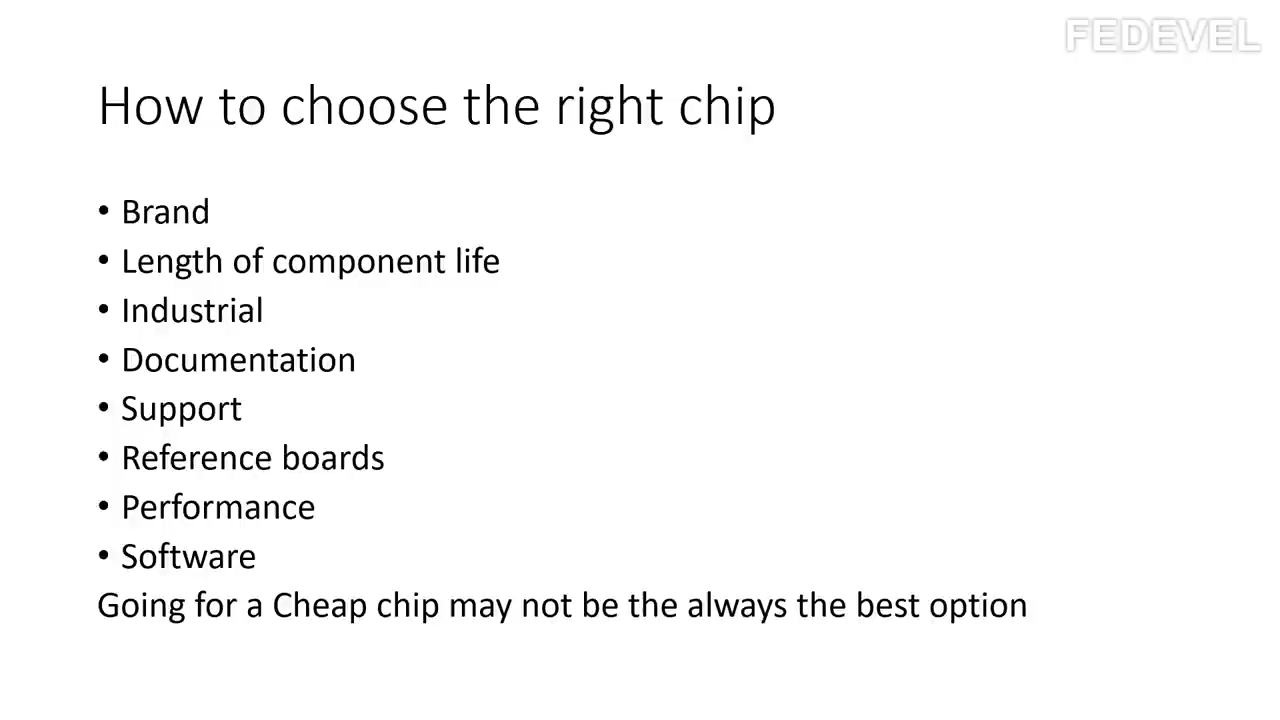 FEDEVEL
How to choose the right chip
• Brand
• Length of component life
• Industrial
• Documentation
• Support
• Reference boards
• Performance
• Software
Going for a Cheap chip may not be the always the best option